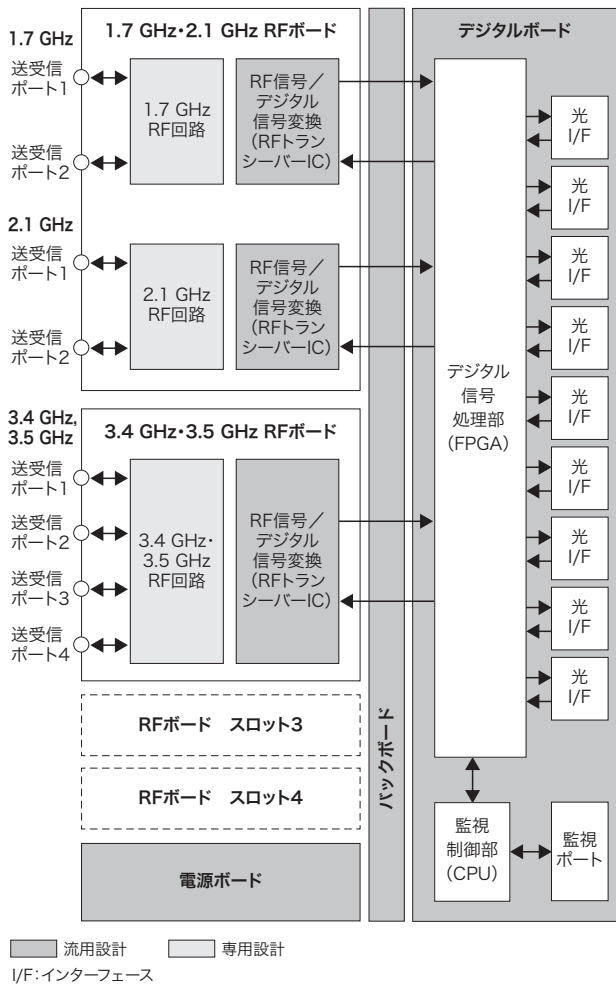 1.7 GHz
送受信
ポート1
送受信
ポート2
2.1 GHz
送受信
ポート1
送受信
ポート2
3.4 GHz,
3.5 GHz
送受信
ポート1
送受信
ポート2
送受信
ポート3
送受信
ポート4
1.7 GHz・2.1 GHz RFボード
1.7 GHz
RF回路
RF信号／
デジタル
信号変換
(RFトラン
シーバーIC)
2.1 GHz
RF回路
RF信号／
デジタル
信号変換
(RFトラン
シーバーIC)
3.4 GHz・3.5 GHz RFボード
3.4 GHz・
3.5 GHz
RF回路
RF信号／
デジタル
信号変換
(RFトラン
シーバーIC)
RFボード　スロット3
RFボード　スロット4
電源ボード
バックボード
デジタルボード
デジタル
信号
処理部
(FPGA)
光
I/F
光
I/F
光
I/F
光
I/F
光
I/F
光
I/F
光
I/F
光
I/F
光
I/F
監視
制御部
(CPU)
監視
ポート
流用設計
専用設計
I/F：インターフェース